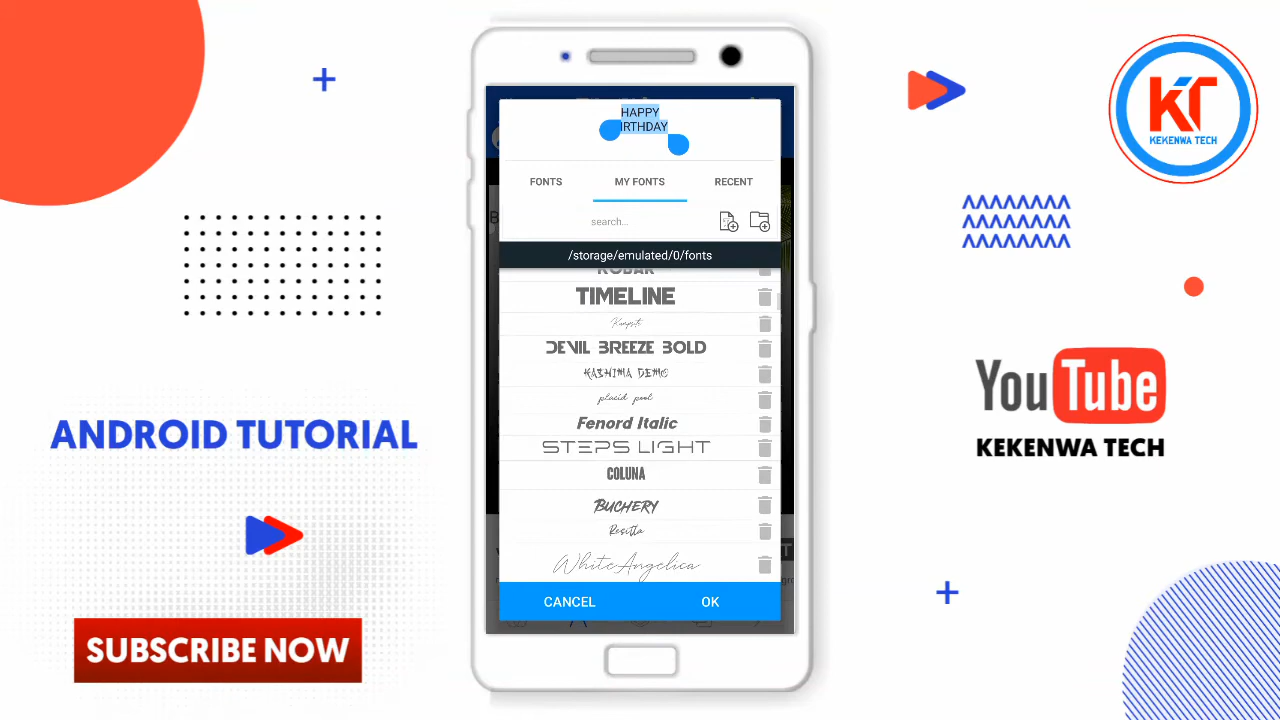 HAPPY
IRTHDAY
FONTS
MY FONTS
RECENT
search...
/storage/emulated/0/fonts
KOBAR
TIMELINE
DEVIL BREEZE BOLD
KASHIMA DEMO
placid pool
Fenord Italic
STEPS LIGHT
COLUNA
BUCHERY
Resitta
WhiteAngelica
CANCEL
OK
ANDROID TUTORIAL
SUBSCRIBE NOW
KT
KEKENWA TECH
YouTube
KEKENWA TECH